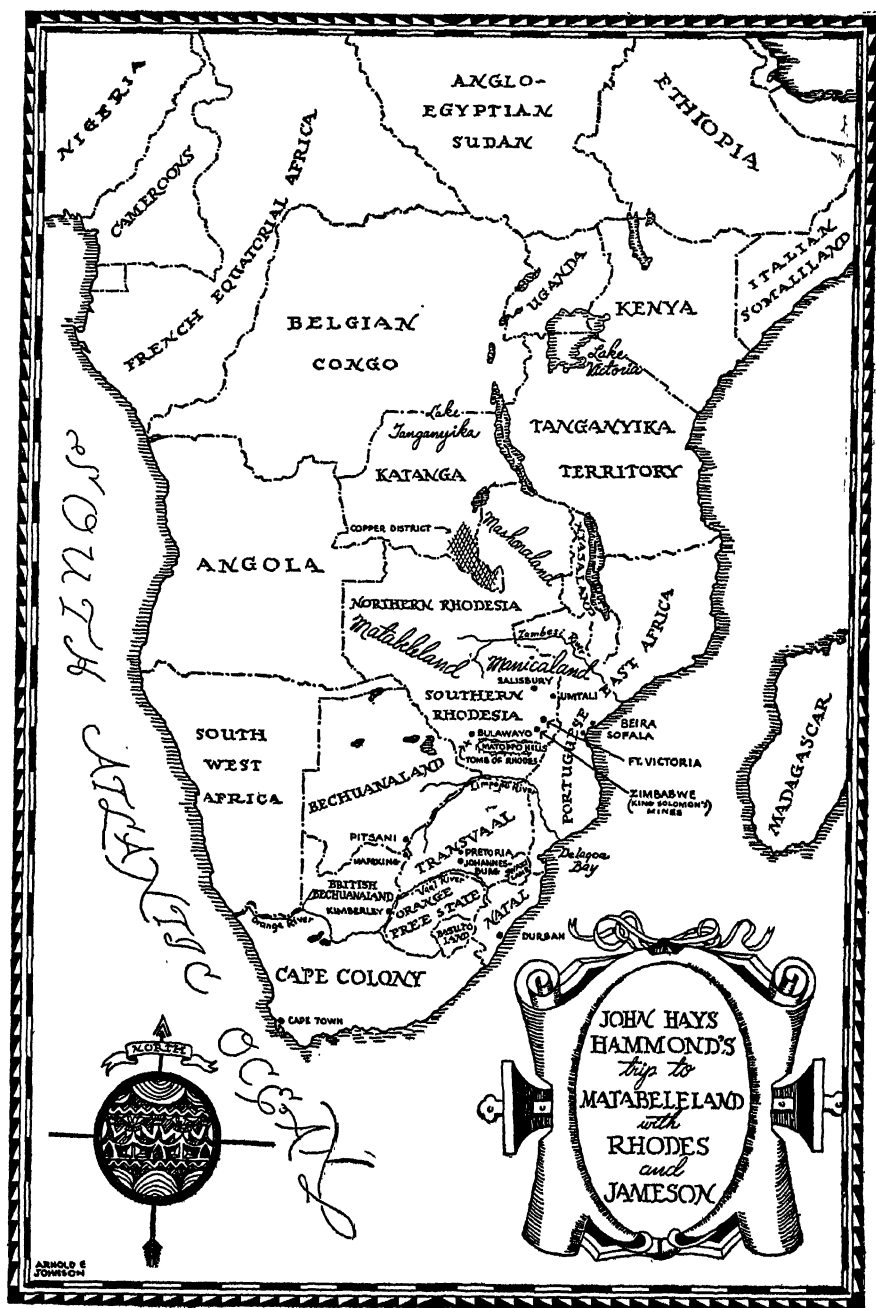 NIGERIA
CAMEROONS
FRENCH EQUATORIAL AFRICA
ANGLO-
EGYPTIAN
SUDAN
ETHIOPIA
ITALIAN
SOMALILAND
UGANDA
KENYA
BELGIAN
CONGO
Lake
Victoria
Lake
Tanganyika
TANGANYIKA
TERRITORY
KATANGA
COPPER DISTRICT
Mashonaland
NYASALAND
ANGOLA
NORTHERN RHODESIA
Matabeleland
Zambesi River
Manicaland
SALISBURY
UMTALI
PORTUGUESE EAST AFRICA
SOUTHERN
RHODESIA
BULAWAYO
MATOPPO HILLS
TOMB OF RHODES
BEIRA
SOFALA
FT. VICTORIA
ZIMBABWE
(KING SOLOMON'S)
MINES
MADAGASCAR
SOUTH
WEST
AFRICA
BECHUANALAND
Limpopo River
PITSANI
MAFEKING
TRANSVAAL
PRETORIA
JOHANNES-
BURG
Delagoa
Bay
BRITISH
BECHUANALAND
KIMBERLEY
Vaal River
ORANGE
FREE STATE
BASUTO
LAND
NATAL
DURBAN
Orange River
CAPE COLONY
CAPE TOWN
SOUTH ATLANTIC OCEAN
NORTH
JOHN HAYS
HAMMOND'S
trip to
MATABELELAND
with
RHODES
and
JAMESON
ARNOLD E
JOHNSON